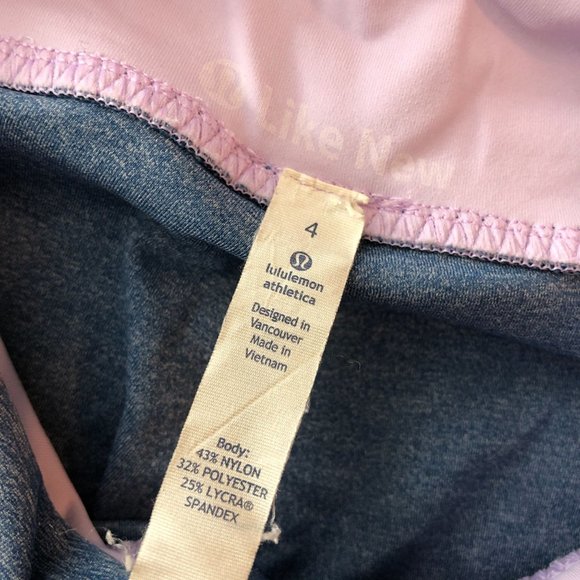 Like New
4
lululemon
athletica
Designed in
Vancouver
Made in
Vietnam
Body:
43% NYLON
32% POLYESTER
25% LYCRA®
SPANDEX